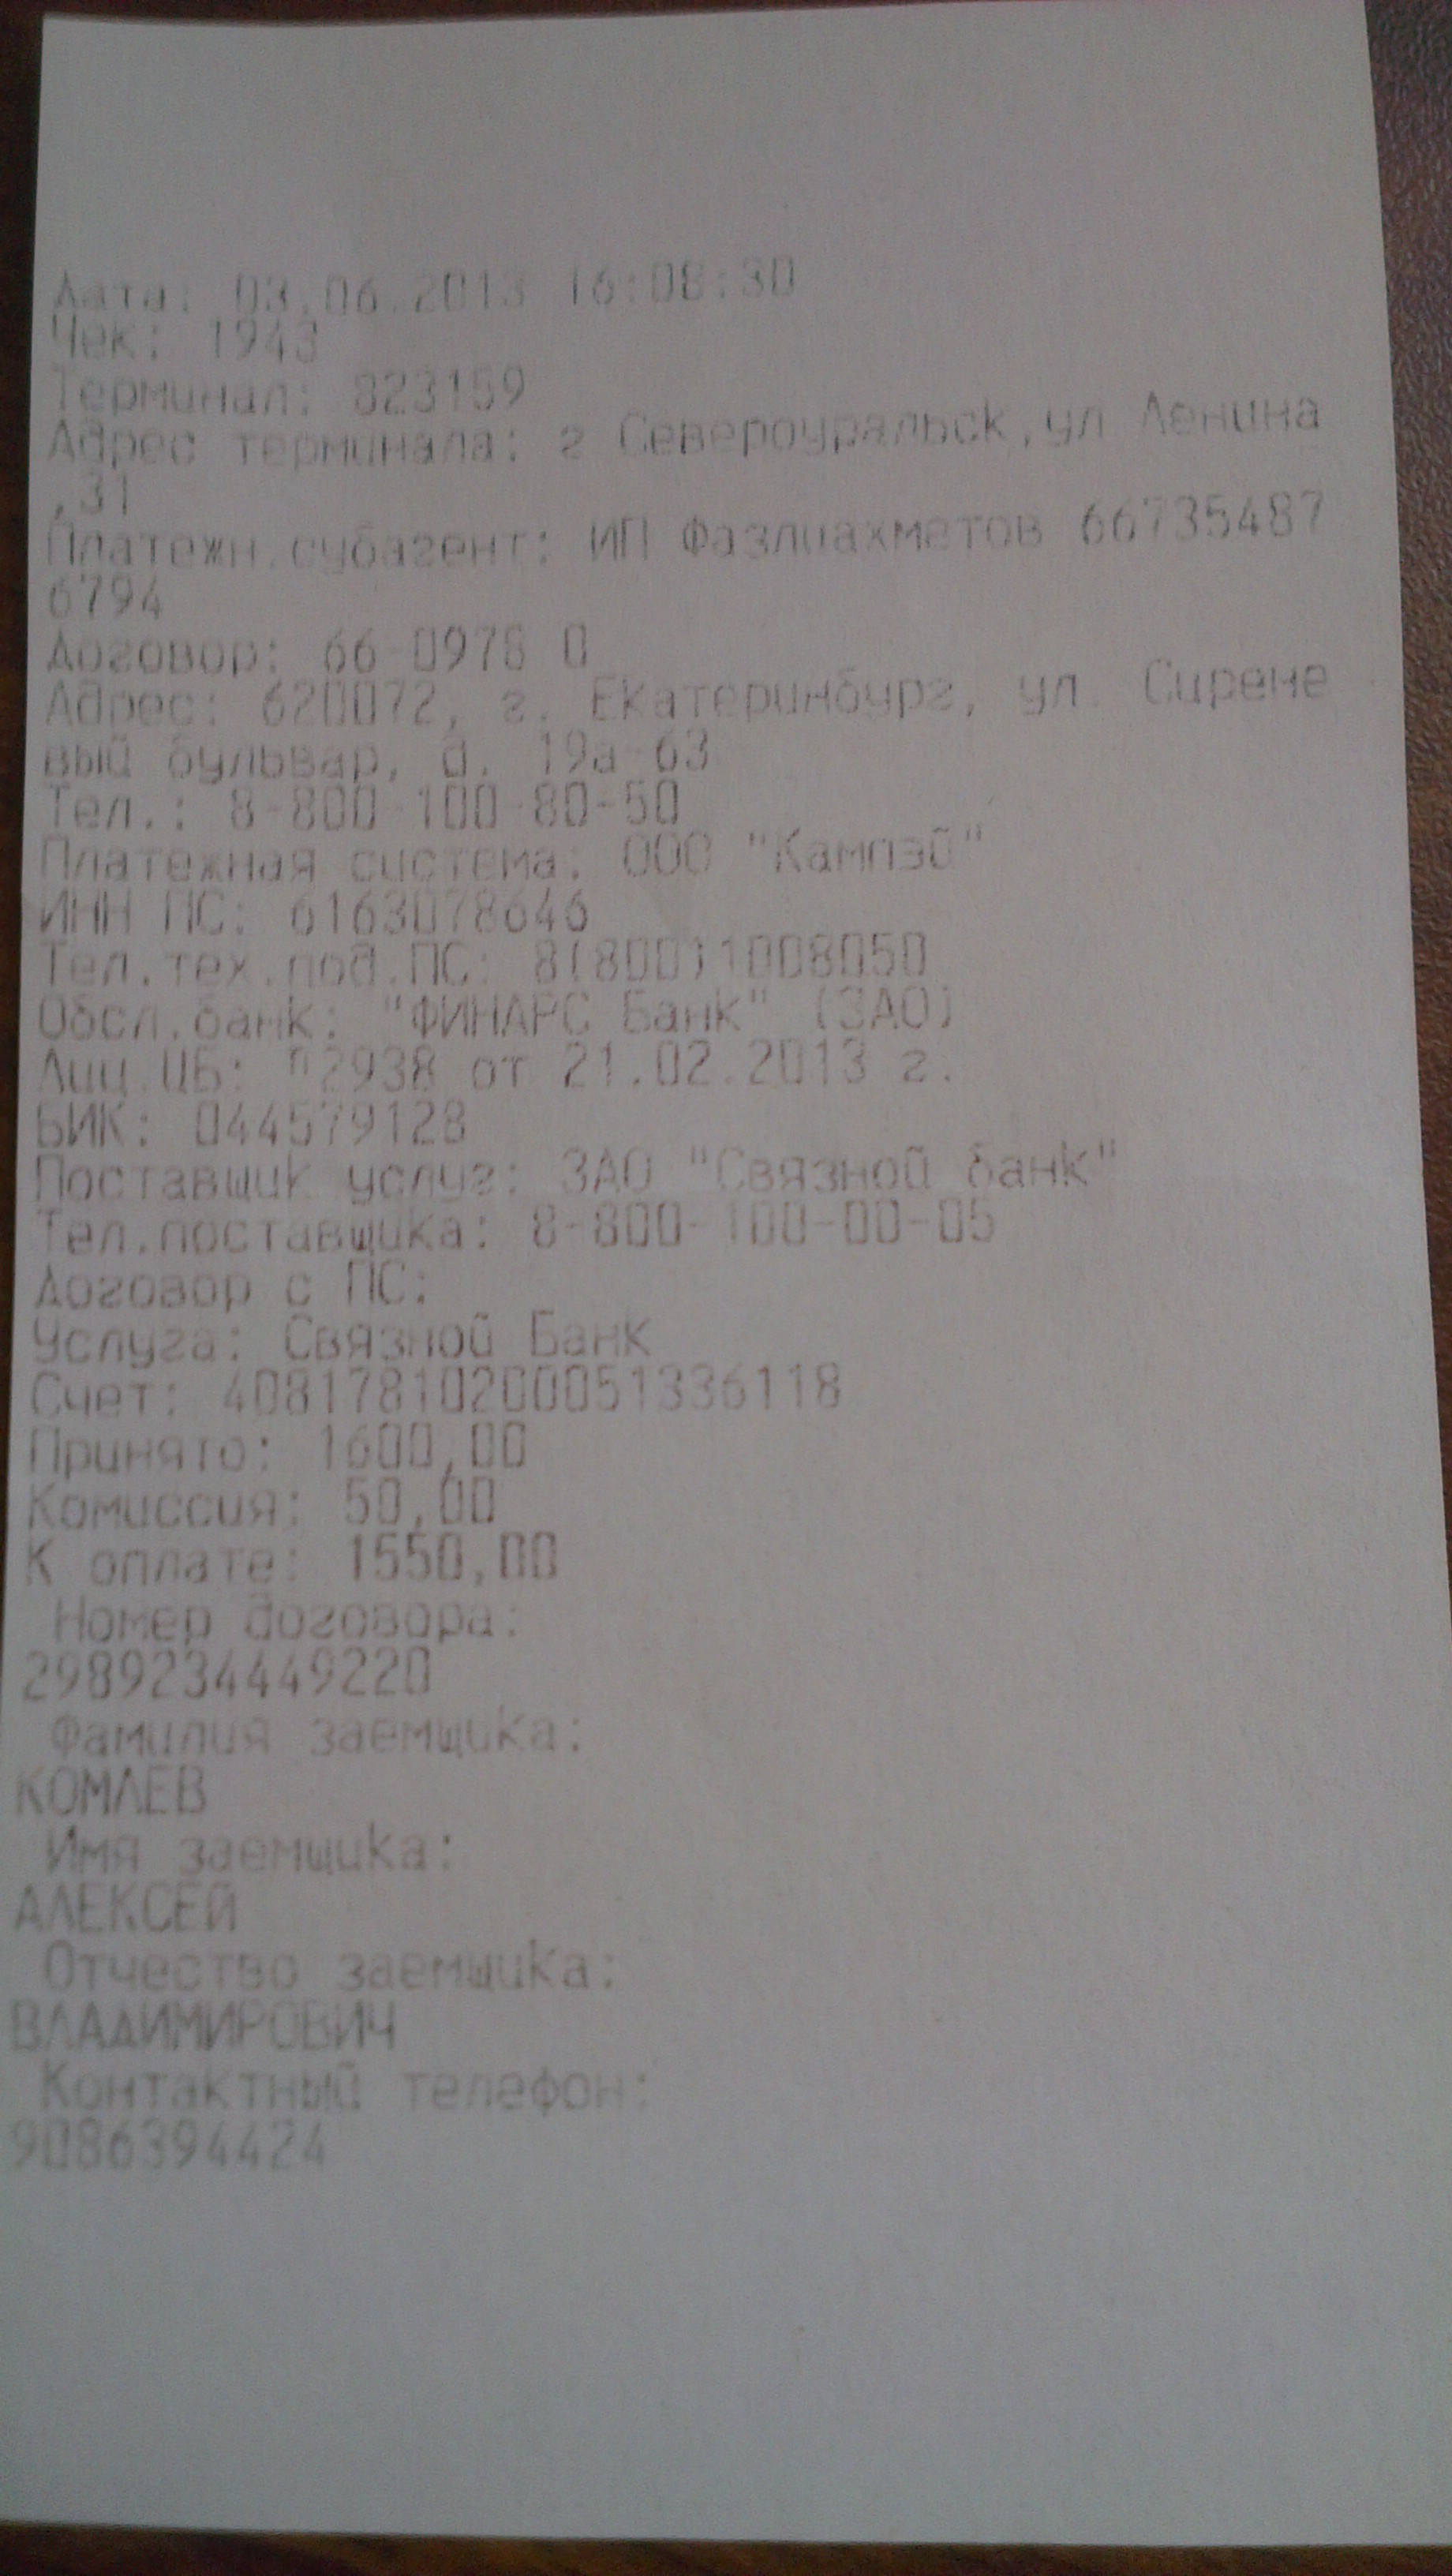 Дата: 03.06.2013 16:08:30
Чек: 1943
Терминал: 823159
Адрес терминала: г Североуральск,ул Ленина
,31
Платежн.субагент: ИП Фазлиахметов 66735487
6794
Договор: 66-0978 0
Адрес: 620072, г. Екатеринбург, ул. Сирене
вый бульвар, д. 19а-63
Тел.: 8-800-100-80-50
Платежная система: ООО "Кампэй"
ИНН ПС: 6163078646
Тел.тех.под.ПС: 8(800)1008050
Обсл.банк: "ФИНАРС Банк" (ЗАО)
Лиц.ЦБ: 2938 от 21.02.2013 г.
БИК: 044579128
Поставщик услуг: ЗАО "Связной банк"
Тел.поставщика: 8-800-100-00-05
Договор с ПС:
Услуга: Связной Банк
Счет: 40817810200051336118
Принято: 1600,00
Комиссия: 50,00
К оплате: 1550,00
Номер договора:
2989234449220
Фамилия заемщика:
КОМЛЕВ
Имя заемщика:
АЛЕКСЕЙ
Отчество заемщика:
ВЛАДИМИРОВИЧ
Контактный телефон:
9086394424